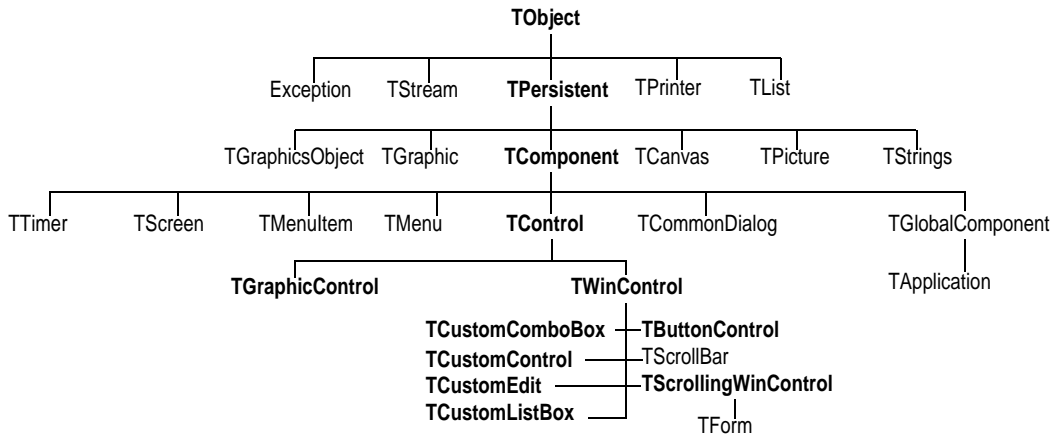 TObject
Exception TStream TPersistent TPrinter TList
TGraphicsObject TGraphic TComponent TCanvas TPicture TStrings
TTimer TScreen TMenuItem TMenu TControl TCommonDialog TGlobalComponent
TGraphicControl TWinControl TApplication
TCustomComboBox TButtonControl
TCustomControl TScrollBar
TCustomEdit TScrollingWinControl
TCustomListBox
TForm